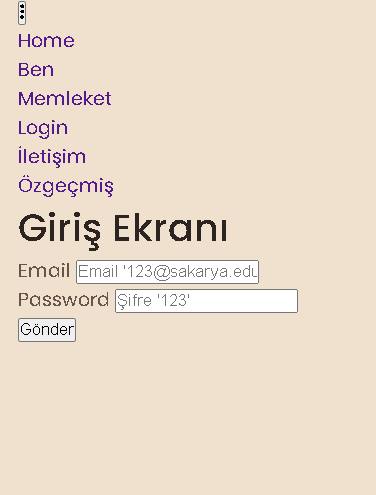 Home
Ben
Memleket
Login
İletişim
Özgeçmiş
Giriş Ekranı
Email Email '123@sakarya.edu
Password Şifre '123'
Gönder